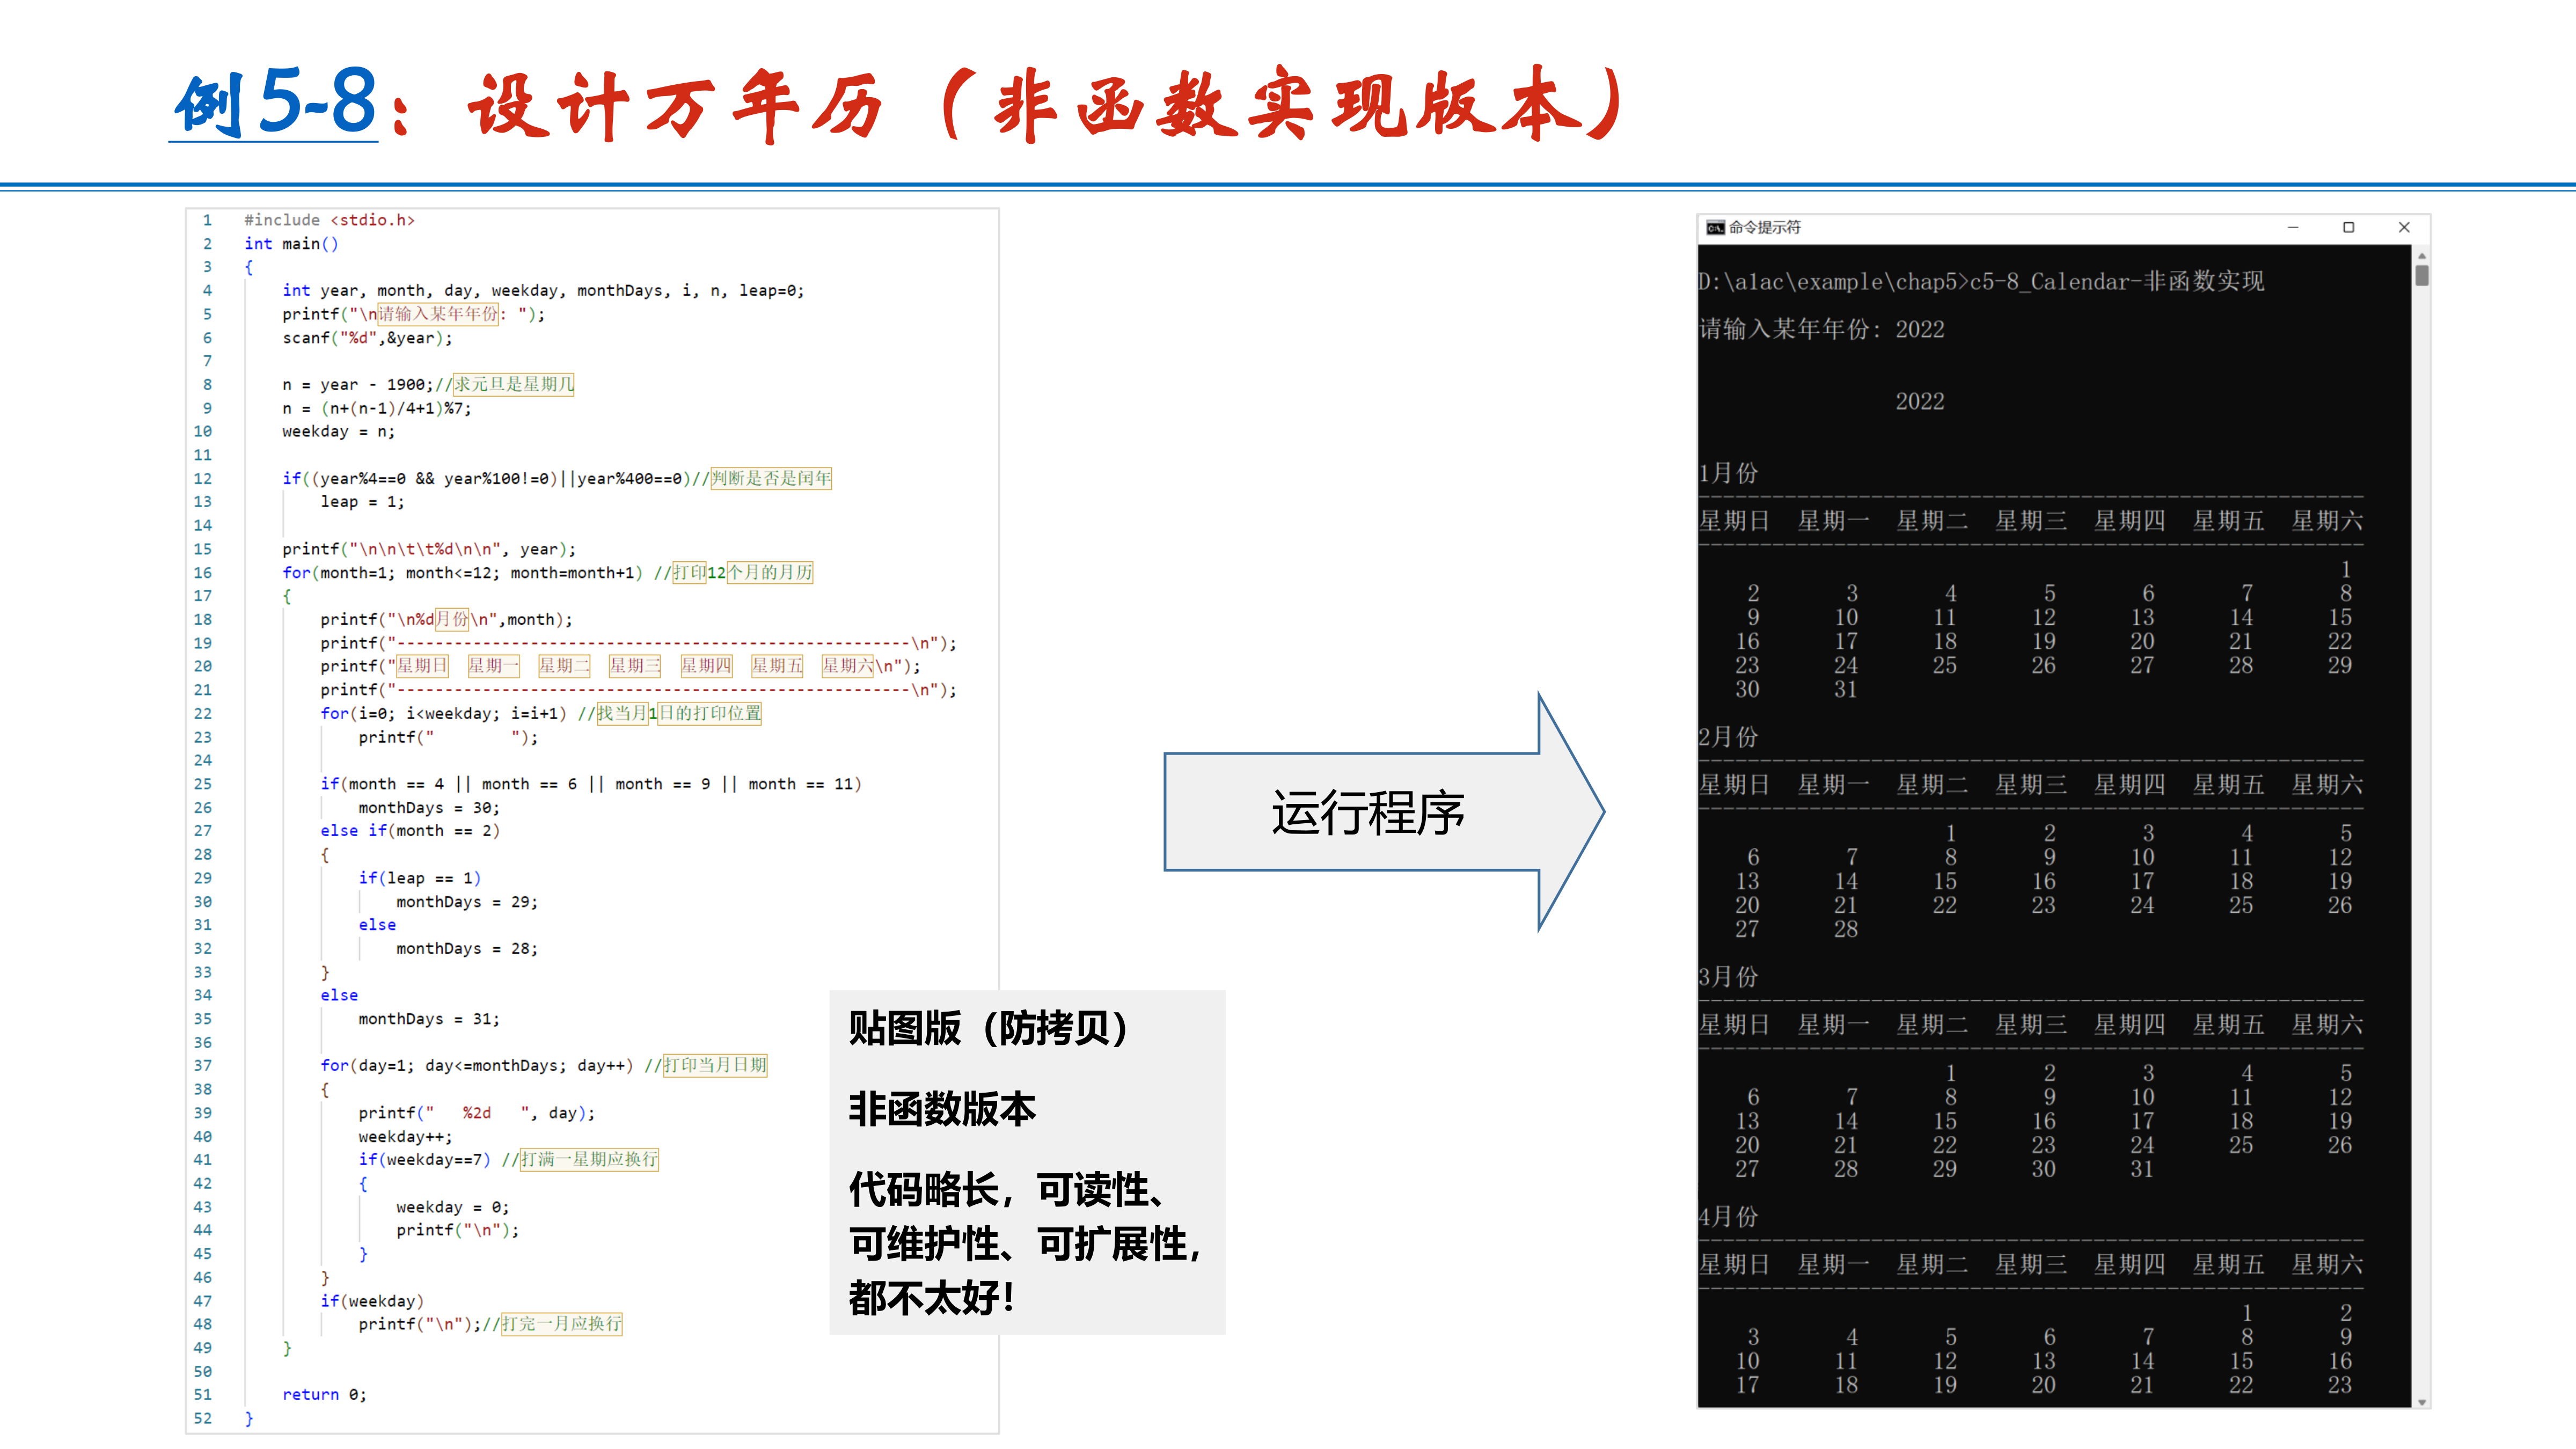 例5-8：设计万年历（非函数实现版本）
1 #include <stdio.h>
2 int main()
3 {
4 int year, month, day, weekday, monthDays, i, n, leap=0;
5 printf("\n请输入某年年份: ");
6 scanf("%d",&year);
7
8 n = year - 1900;//求元旦是星期几
9 n = (n+(n-1)/4+1)%7;
10 weekday = n;
11
12 if((year%4==0 && year%100!=0)||year%400==0)//判断是否是闰年
13 leap = 1;
14
15 printf("\n\n\t\t%d\n\n", year);
16 for(month=1; month<=12; month=month+1) //打印12个月的月历
17 {
18 printf("\n%d月份\n",month);
19 printf("------------------------------------------------------\n");
20 printf("星期日  星期一  星期二  星期三  星期四  星期五  星期六\n");
21 printf("------------------------------------------------------\n");
22 for(i=0; i<weekday; i=i+1) //找当月1日的打印位置
23 printf("        ");
24
25 if(month == 4 || month == 6 || month == 9 || month == 11)
26 monthDays = 30;
27 else if(month == 2)
28 {
29 if(leap == 1)
30 monthDays = 29;
31 else
32 monthDays = 28;
33 }
34 else
35 monthDays = 31;
36
37 for(day=1; day<=monthDays; day++) //打印当月日期
38 {
39 printf("   %2d   ", day);
40 weekday++;
41 if(weekday==7) //打满一星期应换行
42 {
43 weekday = 0;
44 printf("\n");
45 }
46 }
47 if(weekday)
48 printf("\n");//打完一月应换行
49 }
50
51 return 0;
52 }
贴图版（防拷贝）
非函数版本
代码略长，可读性、
可维护性、可扩展性，
都不太好！
运行程序
命令提示符
D:\a1ac\example\chap5>c5-8_Calendar-非函数实现
请输入某年年份: 2022
2022
1月份
------------------------------------------------------
星期日  星期一  星期二  星期三  星期四  星期五  星期六
------------------------------------------------------
1
2 3 4 5 6 7 8
9 10 11 12 13 14 15
16 17 18 19 20 21 22
23 24 25 26 27 28 29
30 31
2月份
------------------------------------------------------
星期日  星期一  星期二  星期三  星期四  星期五  星期六
------------------------------------------------------
1 2 3 4 5
6 7 8 9 10 11 12
13 14 15 16 17 18 19
20 21 22 23 24 25 26
27 28
3月份
------------------------------------------------------
星期日  星期一  星期二  星期三  星期四  星期五  星期六
------------------------------------------------------
1 2 3 4 5
6 7 8 9 10 11 12
13 14 15 16 17 18 19
20 21 22 23 24 25 26
27 28 29 30 31
4月份
------------------------------------------------------
星期日  星期一  星期二  星期三  星期四  星期五  星期六
------------------------------------------------------
1 2
3 4 5 6 7 8 9
10 11 12 13 14 15 16
17 18 19 20 21 22 23